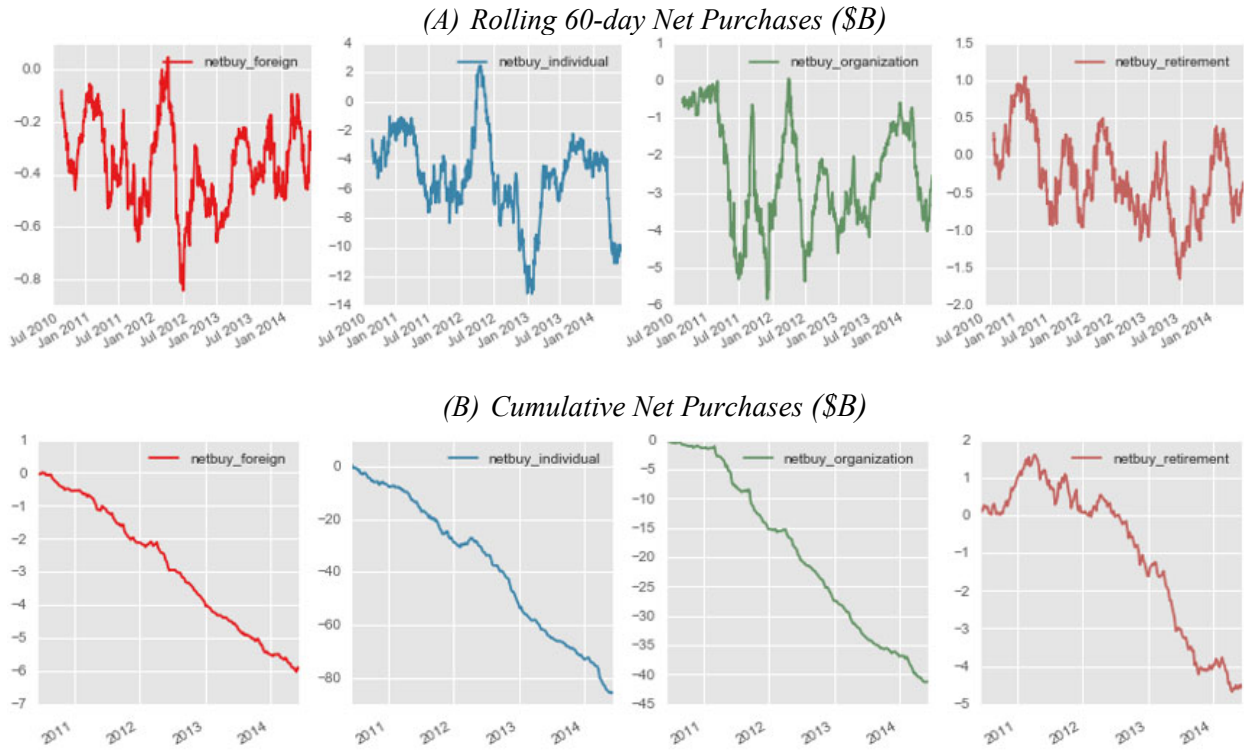 (A) Rolling 60-day Net Purchases ($B)
netbuy_foreign
0.0
−0.2
−0.4
−0.6
−0.8
Jul 2010
Jan 2011
Jul 2011
Jan 2012
Jul 2012
Jan 2013
Jul 2013
Jan 2014
netbuy_individual
4
2
0
−2
−4
−6
−8
−10
−12
−14
Jul 2010
Jan 2011
Jul 2011
Jan 2012
Jul 2012
Jan 2013
Jul 2013
Jan 2014
netbuy_organization
1
0
−1
−2
−3
−4
−5
−6
Jul 2010
Jan 2011
Jul 2011
Jan 2012
Jul 2012
Jan 2013
Jul 2013
Jan 2014
netbuy_retirement
1.5
1.0
0.5
0.0
−0.5
−1.0
−1.5
−2.0
Jul 2010
Jan 2011
Jul 2011
Jan 2012
Jul 2012
Jan 2013
Jul 2013
Jan 2014
(B) Cumulative Net Purchases ($B)
netbuy_foreign
1
0
−1
−2
−3
−4
−5
−6
−7
2011
2012
2013
2014
netbuy_individual
0
−20
−40
−60
−80
2011
2012
2013
2014
netbuy_organization
0
−5
−10
−15
−20
−25
−30
−35
−40
−45
2011
2012
2013
2014
netbuy_retirement
2
1
0
−1
−2
−3
−4
−5
2011
2012
2013
2014